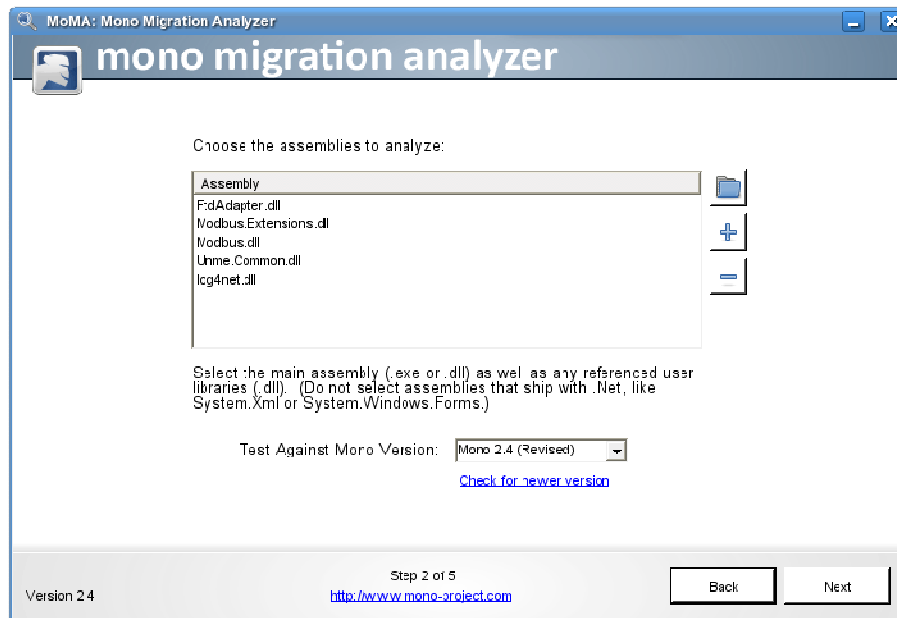 MoMA: Mono Migration Analyzer
mono migration analyzer
Choose the assemblies to analyze:
Assembly
FtdAdapter.dll
Modbus.Extensions.dll
Modbus.dll
Unme.Common.dll
log4net.dll
Select the main assembly (.exe or .dll) as well as any referenced user
libraries (.dll). (Do not select assemblies that ship with .Net, like
System.Xml or System.Windows.Forms.)
Test Against Mono Version:
Mono 2.4 (Revised)
Check for newer version
Step 2 of 5
Version 2.4
http://www.mono-project.com
Back
Next